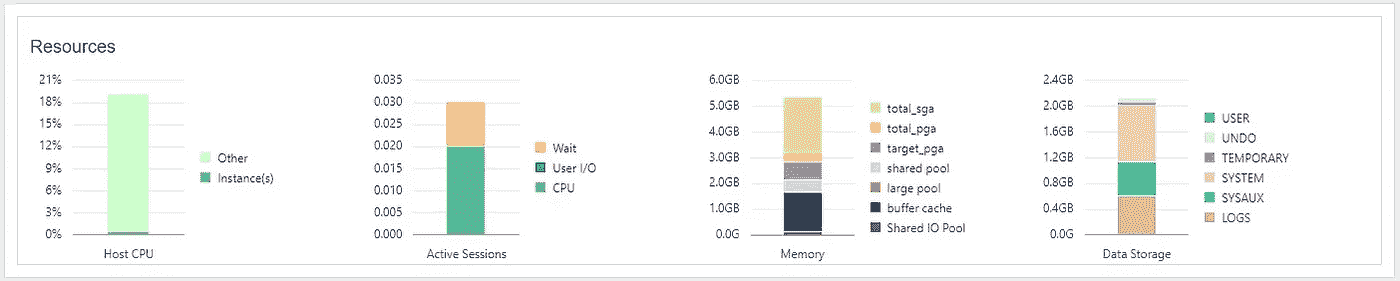 Resources
21%
18%
15%
12%
9%
6%
3%
0%
Host CPU
Other
Instance(s)
0.035
0.030
0.025
0.020
0.015
0.010
0.005
0.000
Active Sessions
Wait
User I/O
CPU
6.0GB
5.0GB
4.0GB
3.0GB
2.0GB
1.0GB
0.0G
Memory
total_sga
total_pga
target_pga
shared pool
large pool
buffer cache
Shared IO Pool
2.4GB
2.0GB
1.6GB
1.2GB
0.8GB
0.4GB
0.0G
Data Storage
USER
UNDO
TEMPORARY
SYSTEM
SYSAUX
LOGS